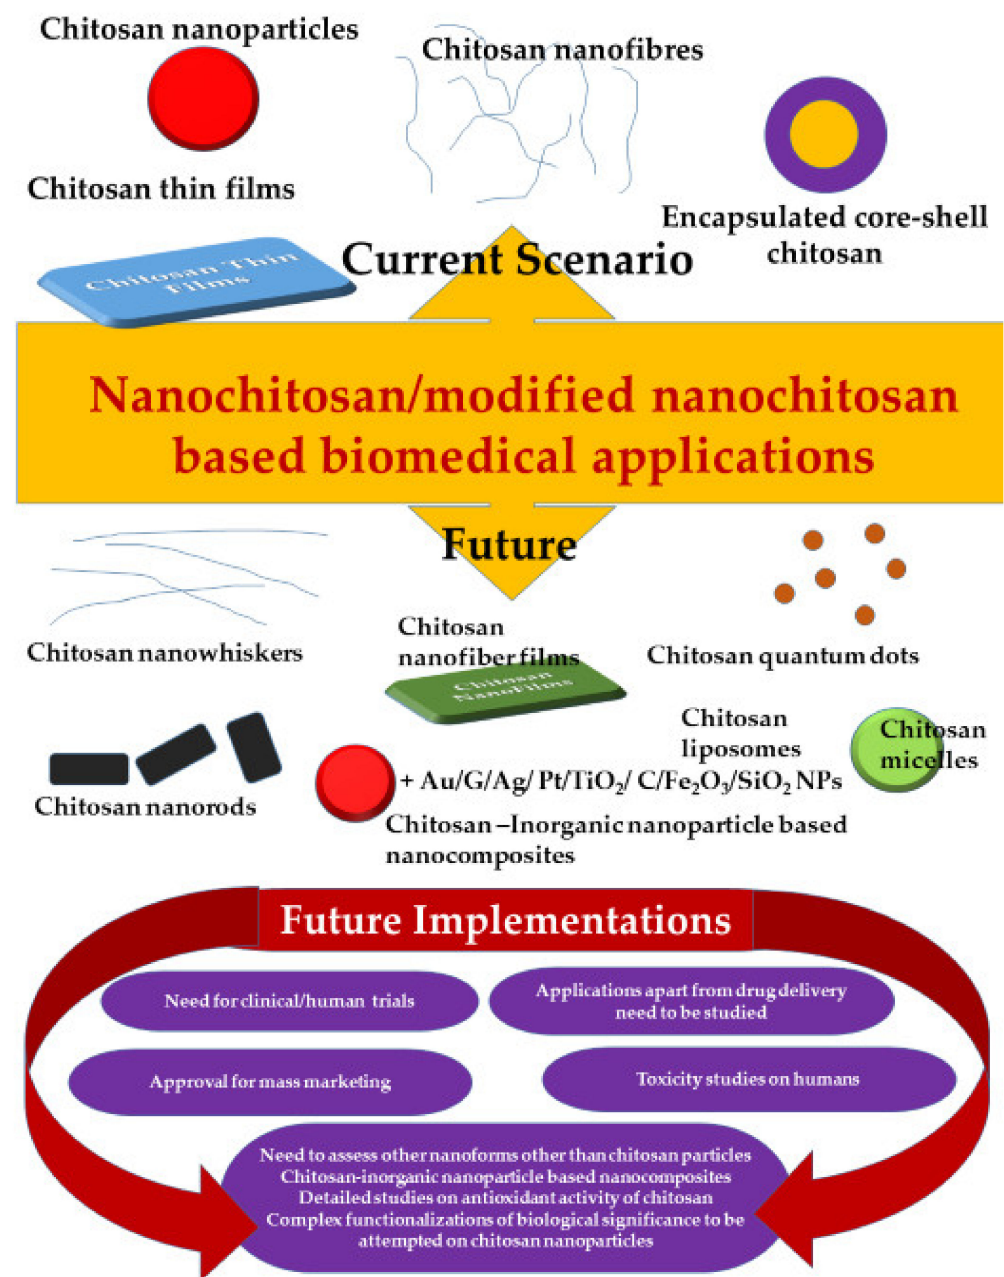 Chitosan nanoparticles
Chitosan nanofibres
Chitosan thin films
Encapsulated core-shell
chitosan
Chitosan Thin
Films
Current Scenario
Nanochitosan/modified nanochitosan
based biomedical applications
Future
Chitosan nanowhiskers
Chitosan
nanofiber films
Chitosan
NanoFilms
Chitosan quantum dots
Chitosan nanorods
Chitosan
liposomes
Chitosan
micelles
+ Au/G/Ag/ Pt/TiO₂/ C/Fe₂O₃/SiO₂ NPs
Chitosan –Inorganic nanoparticle based
nanocomposites
Future Implementations
Need for clinical/human trials
Applications apart from drug delivery
need to be studied
Approval for mass marketing
Toxicity studies on humans
Need to assess other nanoforms other than chitosan particles
Chitosan-inorganic nanoparticle based nanocomposites
Detailed studies on antioxidant activity of chitosan
Complex functionalizations of biological significance to be
attempted on chitosan nanoparticles